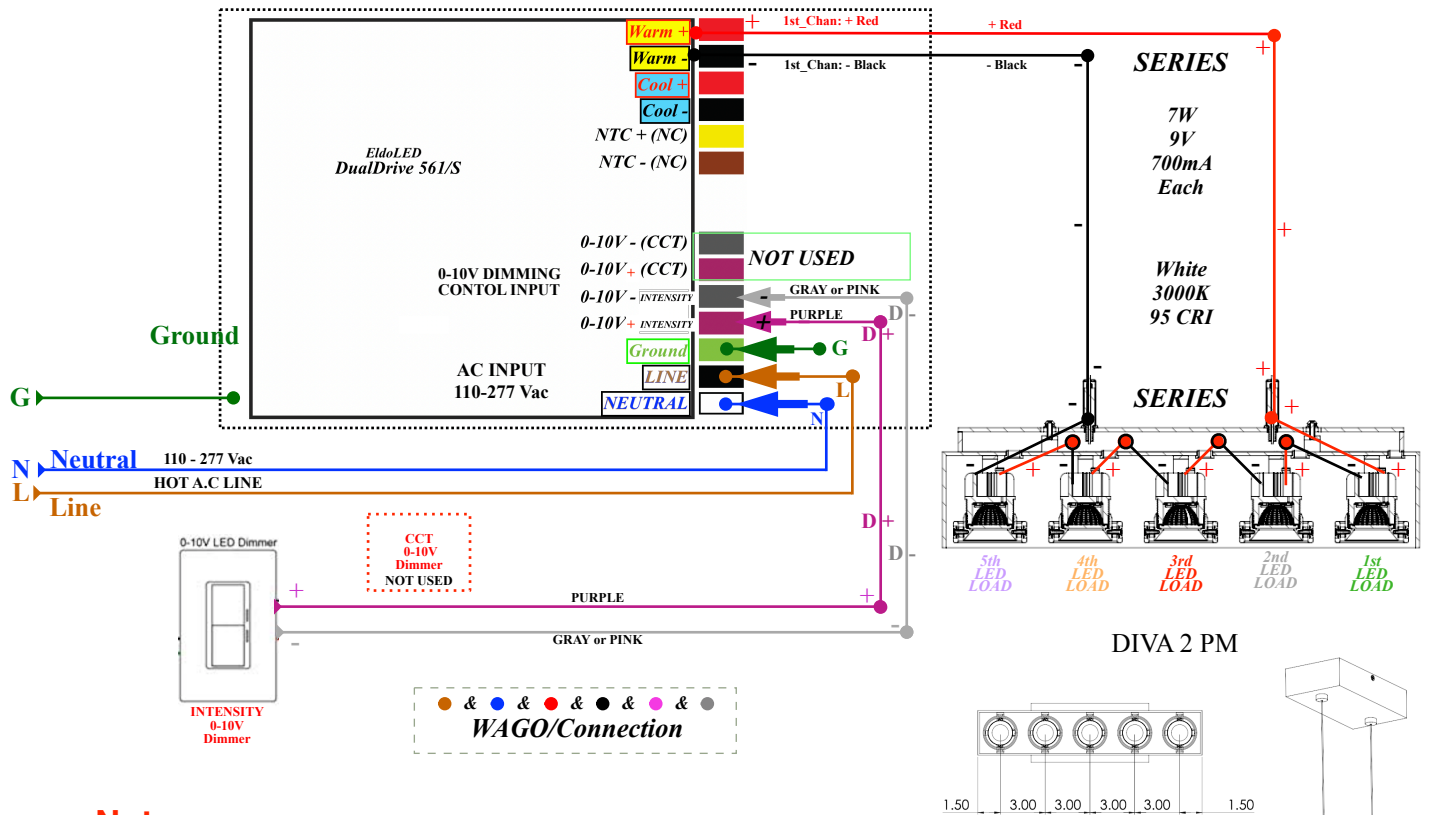 Warm +
Warm -
Cool +
Cool -
NTC + (NC)
NTC - (NC)
+ 1st_Chan: + Red
+ Red
- 1st_Chan: - Black
- Black
EldoLED
DualDrive 561/S
0-10V - (CCT)
0-10V + (CCT)
NOT USED
0-10V DIMMING
CONTOL INPUT
0-10V - INTENSITY
0-10V + INTENSITY
- GRAY or PINK
+ PURPLE
D -
D +
Ground
G
LINE
L
NEUTRAL
N
AC INPUT
110-277 Vac
Ground
G
N Neutral 110 - 277 Vac
L HOT A.C LINE
Line
D +
D -
SERIES
7W
9V
700mA
Each
White
3000K
95 CRI
SERIES
5th
LED
LOAD
4th
LED
LOAD
3rd
LED
LOAD
2nd
LED
LOAD
1st
LED
LOAD
0-10V LED Dimmer
CCT
0-10V
Dimmer
NOT USED
+ PURPLE +
- GRAY or PINK -
INTENSITY
0-10V
Dimmer
& & & & &
WAGO/Connection
DIVA 2 PM
1.50 3.00 3.00 3.00 3.00 1.50